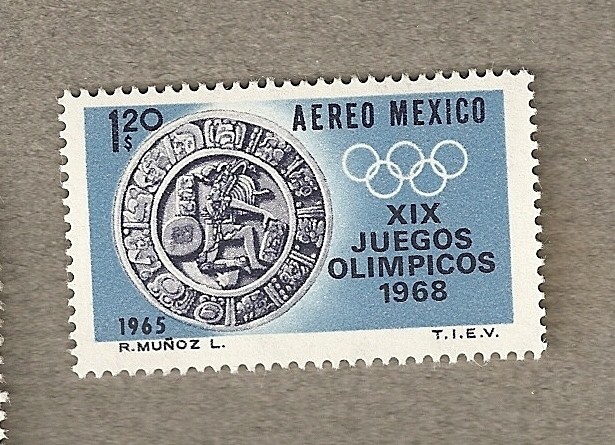 1.20
$
AEREO MEXICO
XIX
JUEGOS
OLIMPICOS
1968
1965
R. MUÑOZ L.
T.I.E.V.